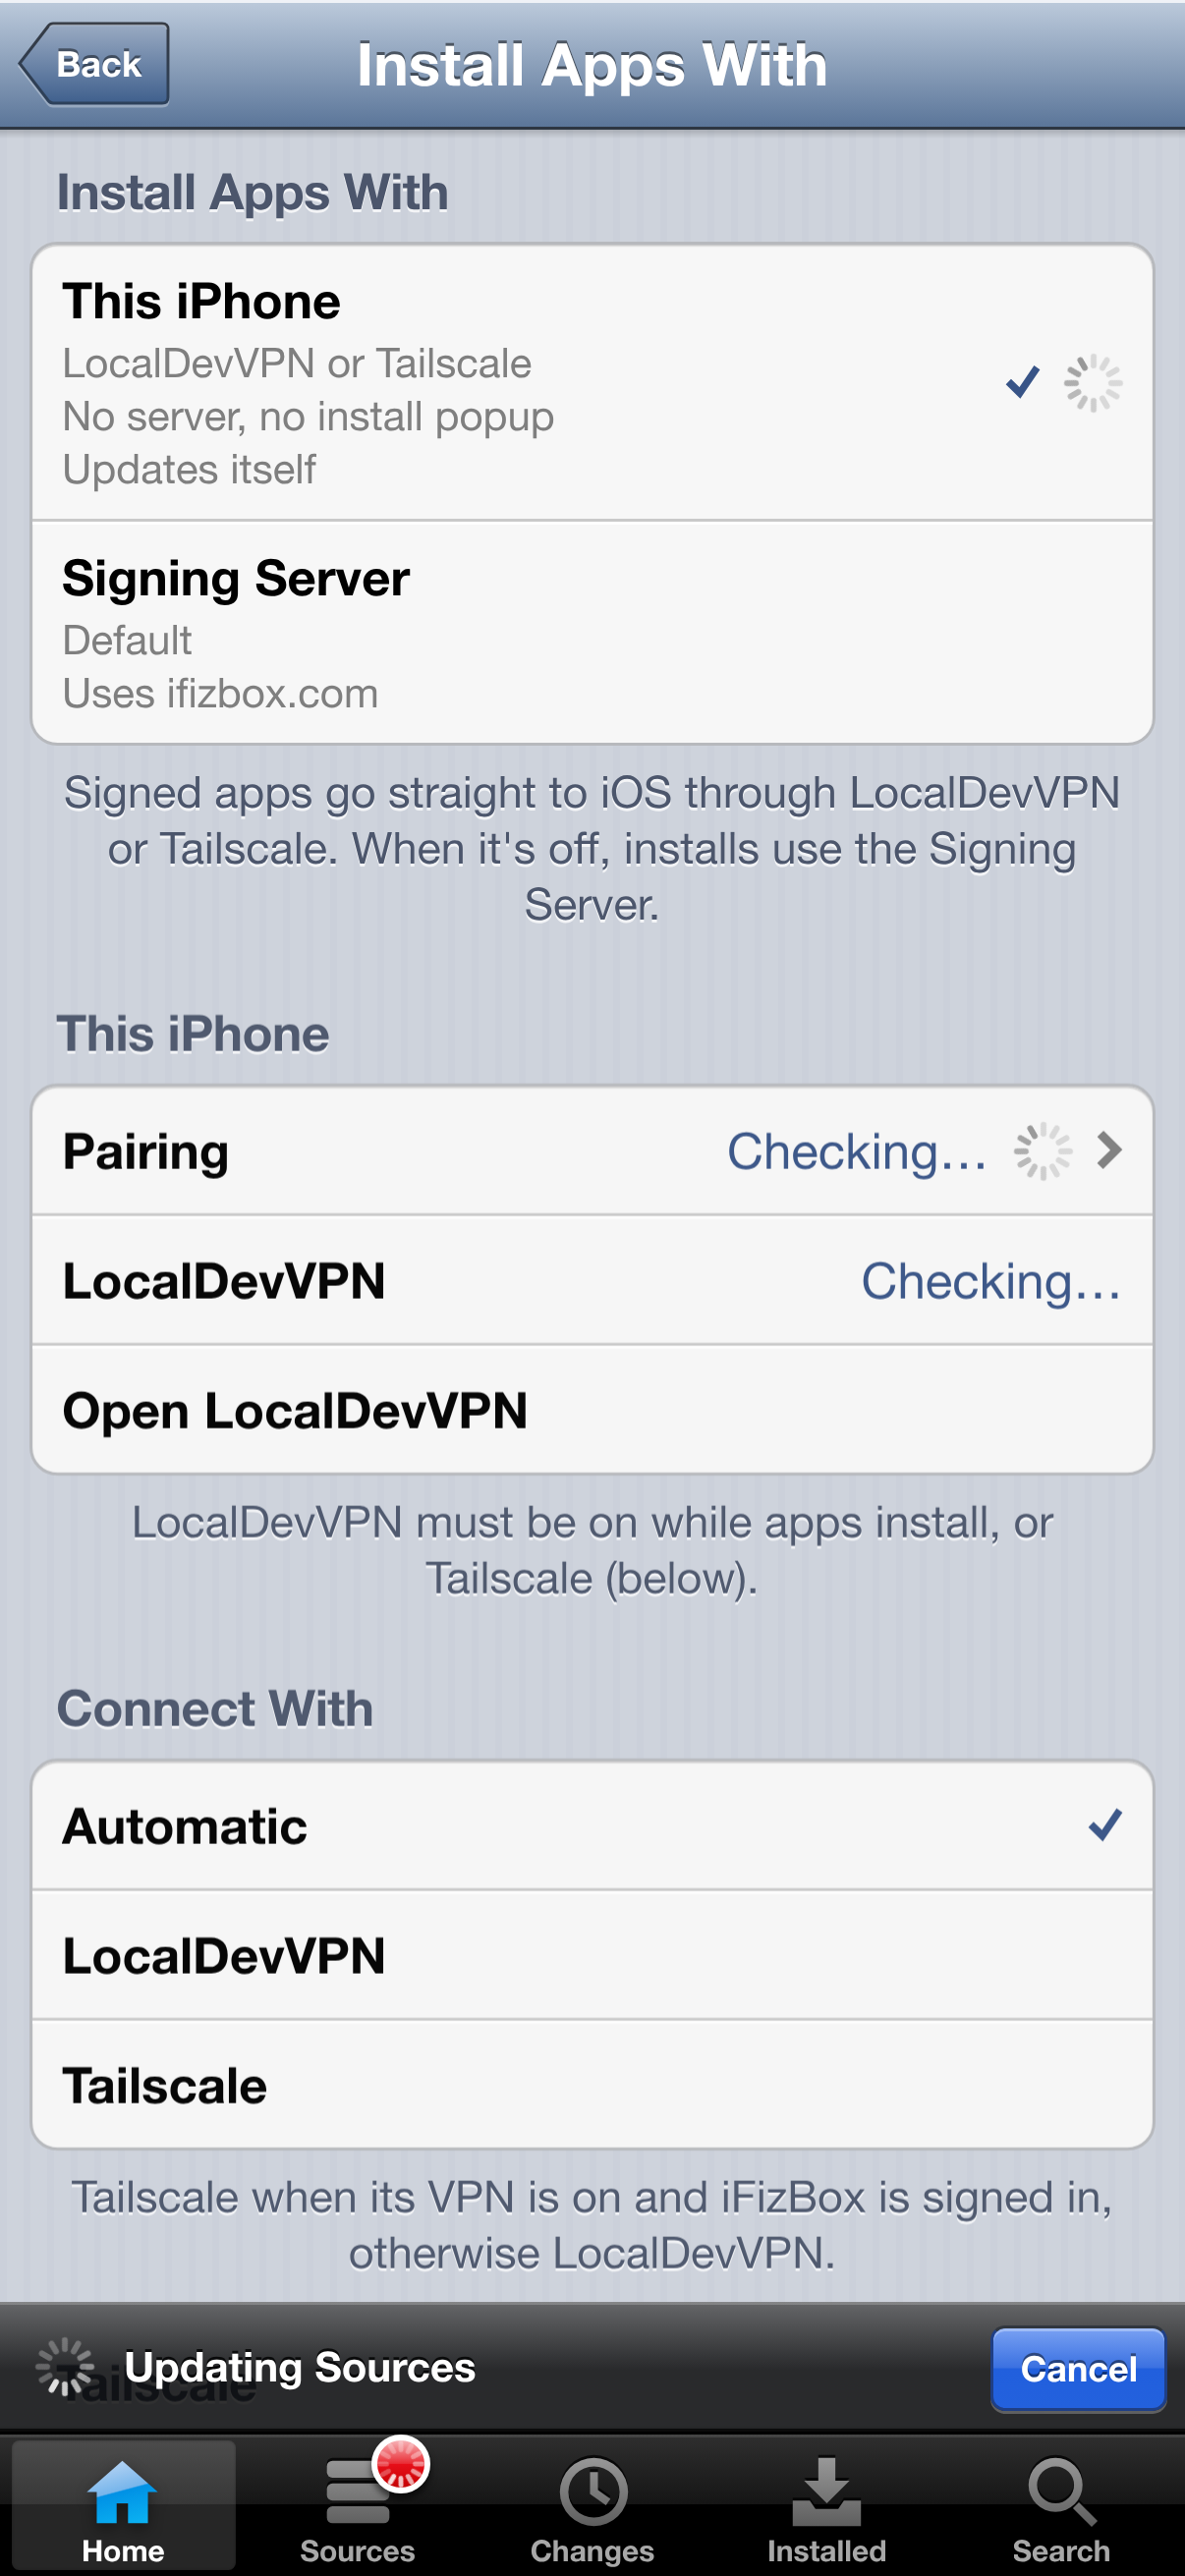 Back
Install Apps With
Install Apps With
This iPhone
LocalDevVPN or Tailscale
No server, no install popup
Updates itself
Signing Server
Default
Uses ifizbox.com
Signed apps go straight to iOS through LocalDevVPN
or Tailscale. When it's off, installs use the Signing
Server.
This iPhone
Pairing
Checking...
LocalDevVPN
Checking...
Open LocalDevVPN
LocalDevVPN must be on while apps install, or
Tailscale (below).
Connect With
Automatic
LocalDevVPN
Tailscale
Tailscale when its VPN is on and iFizBox is signed in,
otherwise LocalDevVPN.
Updating Sources
Cancel
Tailscale
Home
Sources
Changes
Installed
Search